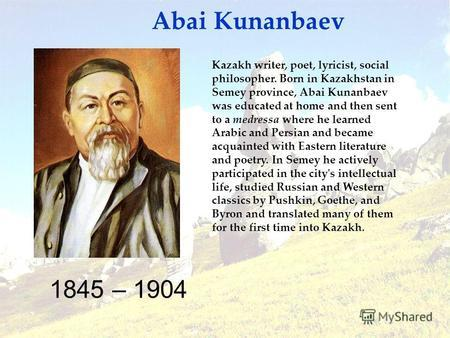 Abai Kunanbaev
Kazakh writer, poet, lyricist, social
philosopher. Born in Kazakhstan in
Semey province, Abai Kunanbaev
was educated at home and then sent
to a medressa where he learned
Arabic and Persian and became
acquainted with Eastern literature
and poetry. In Semey he actively
participated in the city's intellectual
life, studied Russian and Western
classics by Pushkin, Goethe, and
Byron and translated many of them
for the first time into Kazakh.
1845 – 1904
MyShared